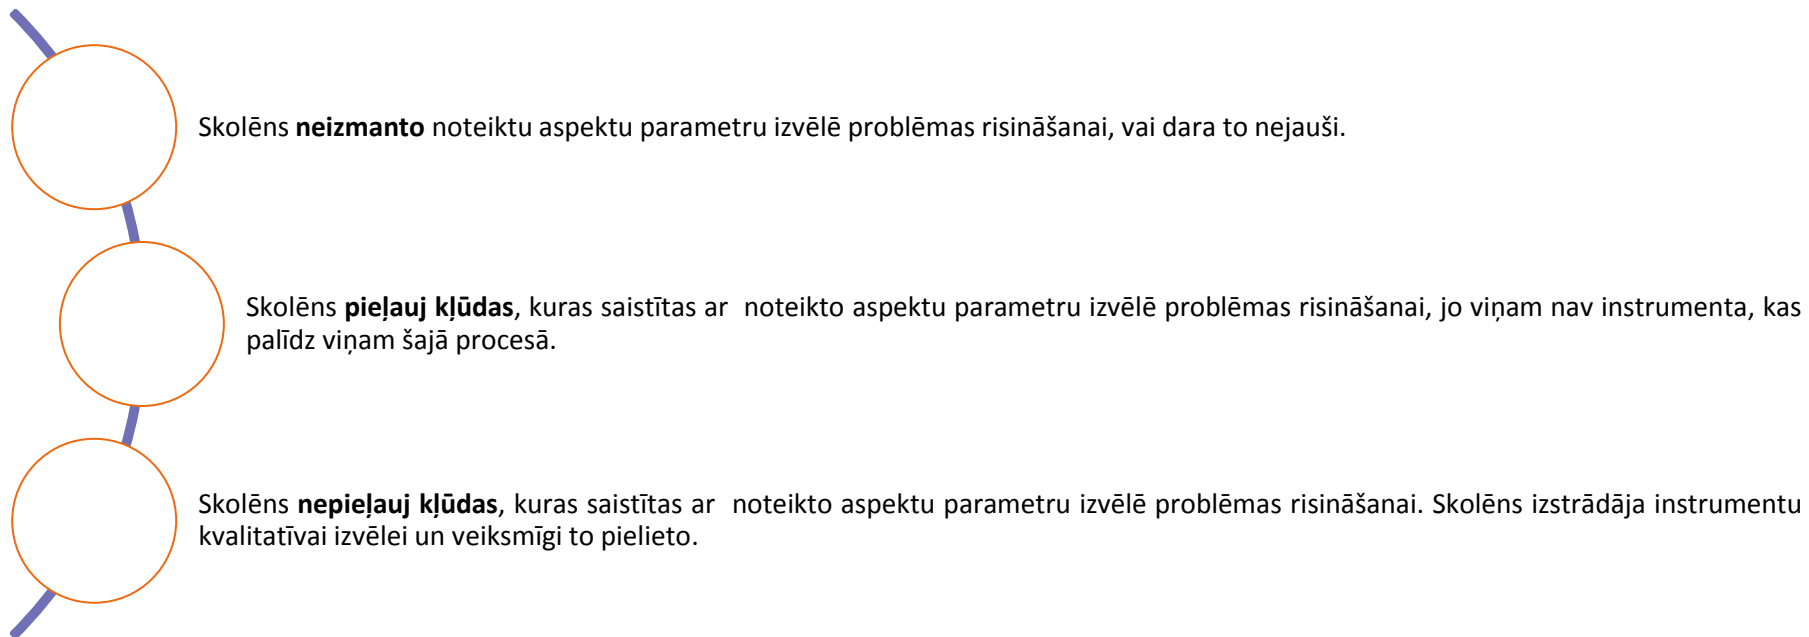 Skolēns neizmanto noteiktu aspektu parametru izvēlē problēmas risināšanai, vai dara to nejauši.
Skolēns pieļauj kļūdas, kuras saistītas ar noteikto aspektu parametru izvēlē problēmas risināšanai, jo viņam nav instrumenta, kas
palīdz viņam šajā procesā.
Skolēns nepieļauj kļūdas, kuras saistītas ar noteikto aspektu parametru izvēlē problēmas risināšanai. Skolēns izstrādāja instrumentu
kvalitatīvai izvēlei un veiksmīgi to pielieto.